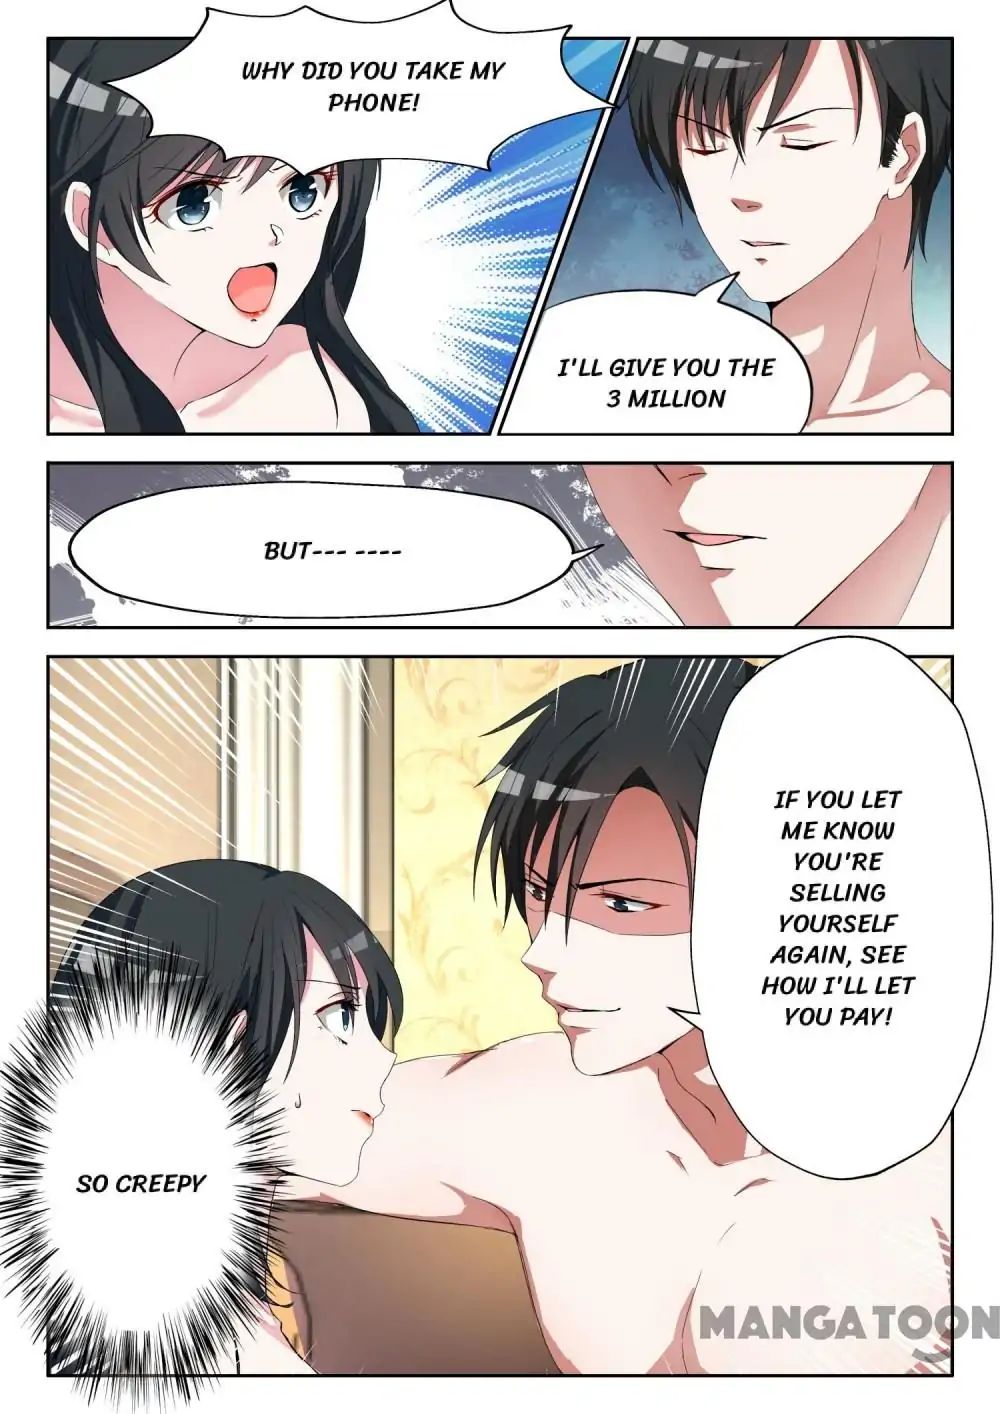 WHY DID YOU TAKE MY
PHONE!
I'LL GIVE YOU THE
3 MILLION
BUT--- ----
IF YOU LET
ME KNOW
YOU'RE
SELLING
YOURSELF
AGAIN, SEE
HOW I'LL LET
YOU PAY!
SO CREEPY
MANGATOON